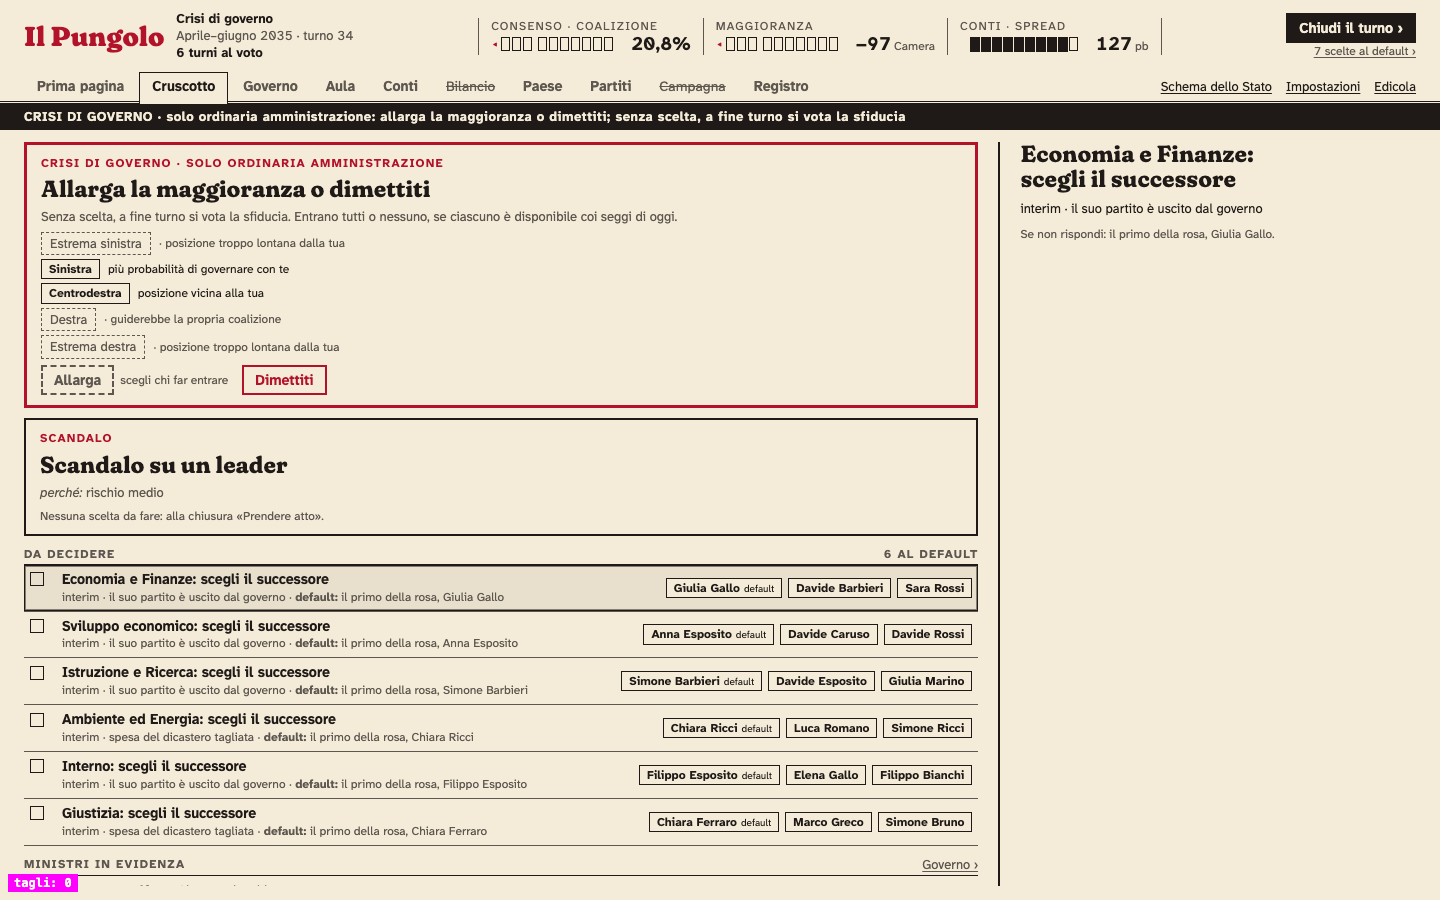 Il Pungolo
Crisi di governo
Aprile–giugno 2035 · turno 34
6 turni al voto
CONSENSO · COALIZIONE
20,8%
MAGGIORANZA
−97 Camera
CONTI · SPREAD
127 pb
Chiudi il turno ›
7 scelte al default ›
Prima pagina Cruscotto Governo Aula Conti Bilancio Paese Partiti Campagna Registro
Schema dello Stato Impostazioni Edicola
CRISI DI GOVERNO · solo ordinaria amministrazione: allarga la maggioranza o dimettiti; senza scelta, a fine turno si vota la sfiducia
CRISI DI GOVERNO · SOLO ORDINARIA AMMINISTRAZIONE
Allarga la maggioranza o dimettiti
Senza scelta, a fine turno si vota la sfiducia. Entrano tutti o nessuno, se ciascuno è disponibile coi seggi di oggi.
Estrema sinistra · posizione troppo lontana dalla tua
Sinistra più probabilità di governare con te
Centrodestra posizione vicina alla tua
Destra · guiderebbe la propria coalizione
Estrema destra · posizione troppo lontana dalla tua
Allarga scegli chi far entrare Dimettiti
SCANDALO
Scandalo su un leader
perché: rischio medio
Nessuna scelta da fare: alla chiusura «Prendere atto».
DA DECIDERE 6 AL DEFAULT
Economia e Finanze: scegli il successore
interim · il suo partito è uscito dal governo · default: il primo della rosa, Giulia Gallo
Giulia Gallo default Davide Barbieri Sara Rossi
Sviluppo economico: scegli il successore
interim · il suo partito è uscito dal governo · default: il primo della rosa, Anna Esposito
Anna Esposito default Davide Caruso Davide Rossi
Istruzione e Ricerca: scegli il successore
interim · il suo partito è uscito dal governo · default: il primo della rosa, Simone Barbieri
Simone Barbieri default Davide Esposito Giulia Marino
Ambiente ed Energia: scegli il successore
interim · spesa del dicastero tagliata · default: il primo della rosa, Chiara Ricci
Chiara Ricci default Luca Romano Simone Ricci
Interno: scegli il successore
interim · il suo partito è uscito dal governo · default: il primo della rosa, Filippo Esposito
Filippo Esposito default Elena Gallo Filippo Bianchi
Giustizia: scegli il successore
interim · spesa del dicastero tagliata · default: il primo della rosa, Chiara Ferraro
Chiara Ferraro default Marco Greco Simone Bruno
MINISTRI IN EVIDENZA Governo ›
tagli: 0
Economia e Finanze:
scegli il successore
interim · il suo partito è uscito dal governo
Se non rispondi: il primo della rosa, Giulia Gallo.